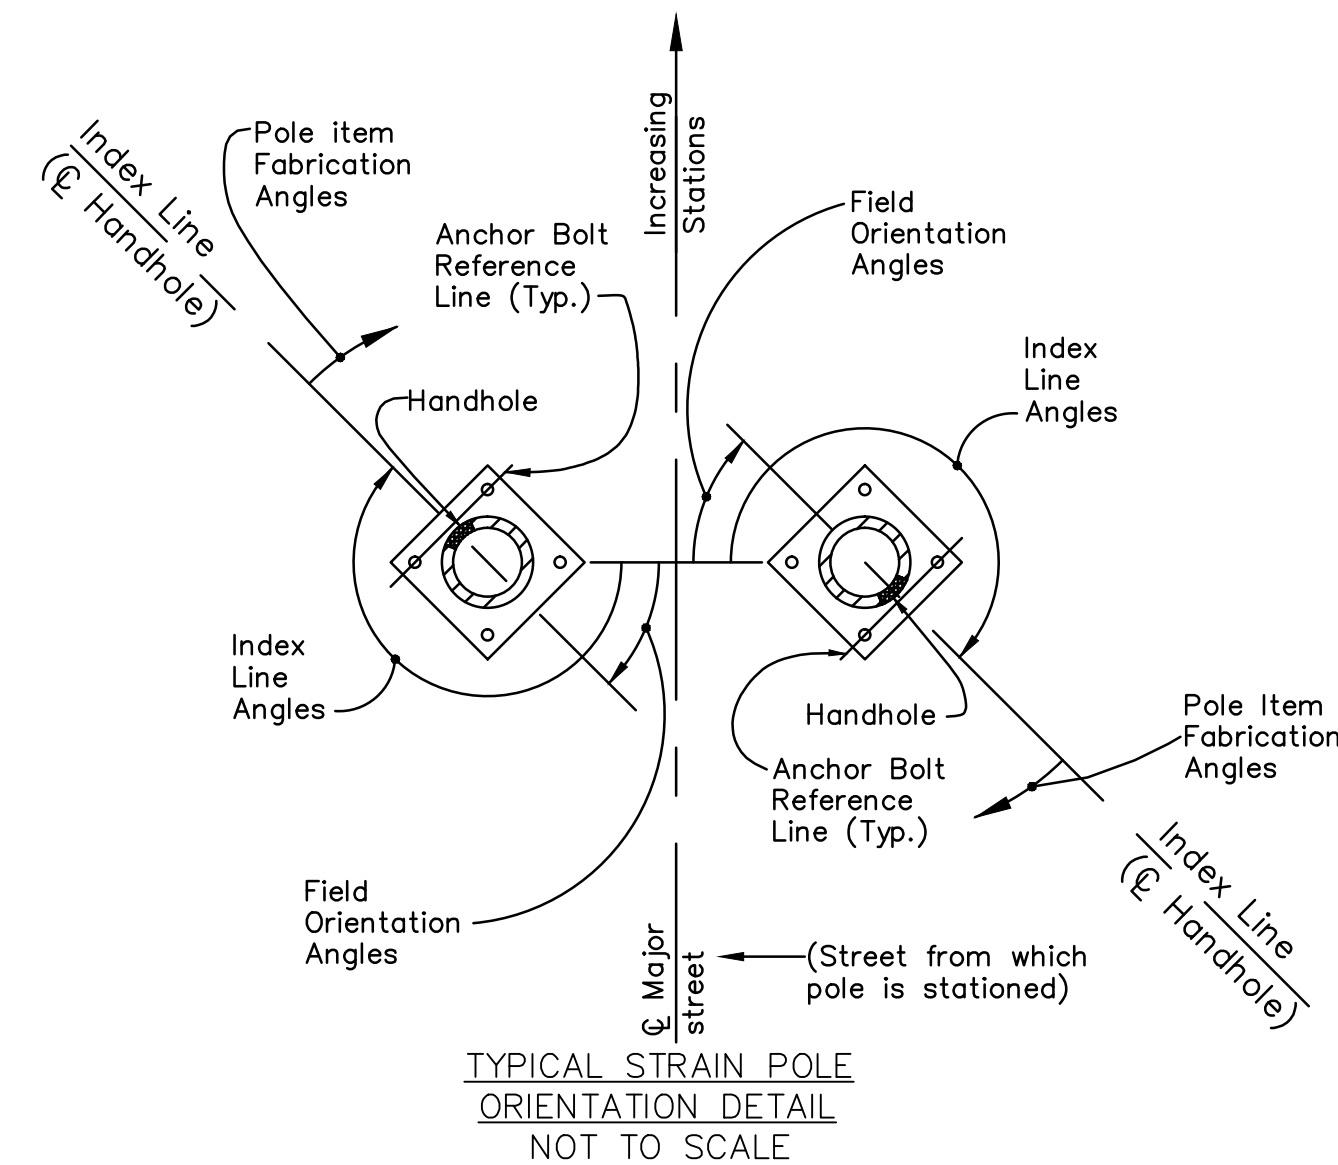 Increasing
Stations
Pole item
Fabrication
Angles
Index Line
(℄ Handhole)
Anchor Bolt
Reference
Line (Typ.)
Field
Orientation
Angles
Handhole
Index
Line
Angles
Index
Line
Angles
Handhole
Pole Item
Fabrication
Angles
Anchor Bolt
Reference
Line (Typ.)
Index Line
(℄ Handhole)
Field
Orientation
Angles
℄ Major
street
(Street from which
pole is stationed)
TYPICAL STRAIN POLE
ORIENTATION DETAIL
NOT TO SCALE